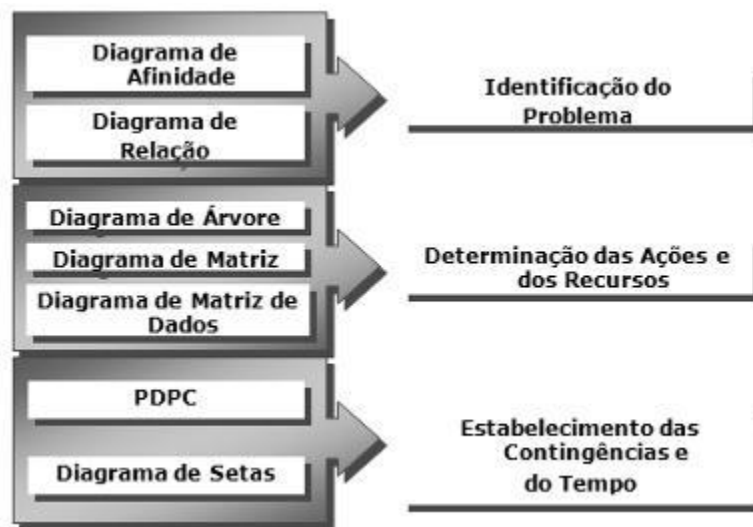 Diagrama de
Afinidade
Diagrama de
Relação
Identificação do
Problema
Diagrama de Árvore
Diagrama de Matriz
Diagrama de Matriz de
Dados
Determinação das Ações e
dos Recursos
PDPC
Diagrama de Setas
Estabelecimento das
Contingências e
do Tempo